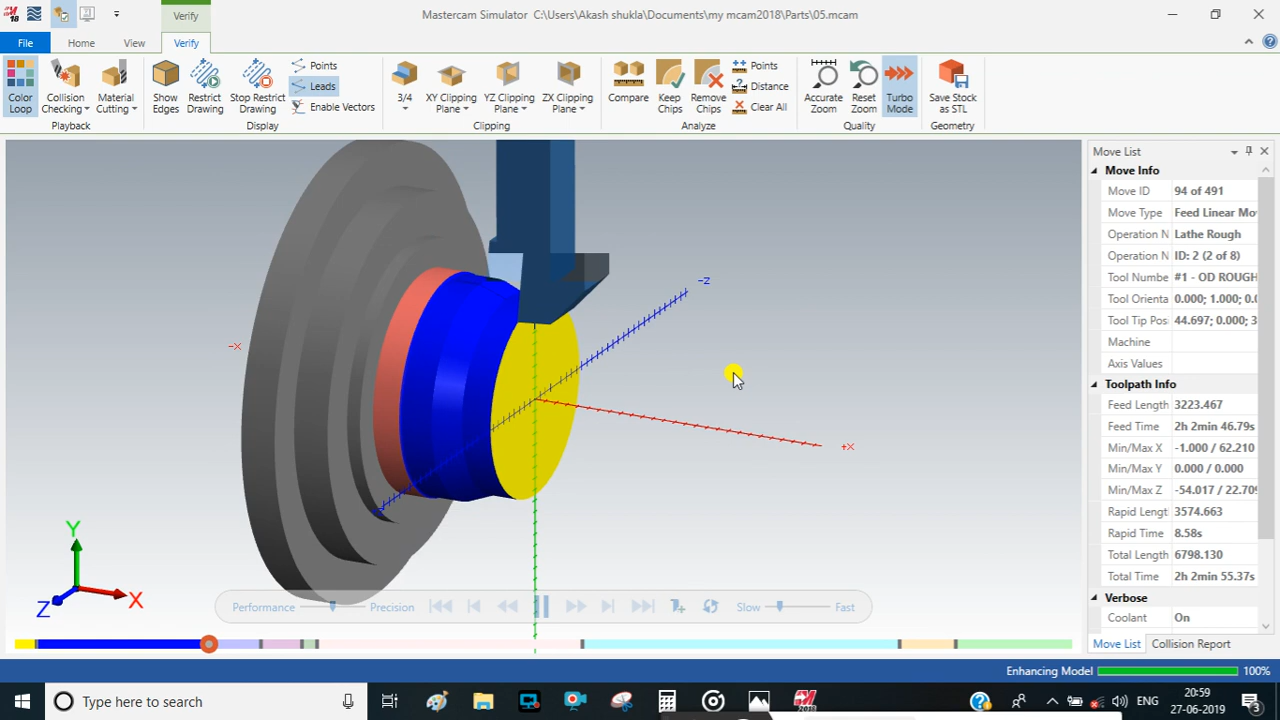 18
Verify
Mastercam Simulator C:\Users\Akash shukla\Documents\my mcam2018\Parts\05.mcam
File Home View Verify
Color Loop
Collision Checking
Material Cutting
Playback
Show Edges
Restrict Drawing
Stop Restrict Drawing
Points
Leads
Enable Vectors
Display
3/4
XY Clipping Plane
YZ Clipping Plane
ZX Clipping Plane
Clipping
Compare
Keep Chips
Remove Chips
Points
Distance
Clear All
Analyze
Accurate Zoom
Reset Zoom
Turbo Mode
Quality
Save Stock as STL
Geometry
-Z
-X
+X
Y
X
Z
Performance Precision
Slow Fast
Move List
Move Info
Move ID 94 of 491
Move Type Feed Linear Mo
Operation N Lathe Rough
Operation N ID: 2 (2 of 8)
Tool Numbe #1 - OD ROUGH
Tool Orienta 0.000; 1.000; 0.0
Tool Tip Pos 44.697; 0.000; 3
Machine
Axis Values
Toolpath Info
Feed Length 3223.467
Feed Time 2h 2min 46.79s
Min/Max X -1.000 / 62.210
Min/Max Y 0.000 / 0.000
Min/Max Z -54.017 / 22.709
Rapid Lengt 3574.663
Rapid Time 8.58s
Total Length 6798.130
Total Time 2h 2min 55.37s
Verbose
Coolant On
Move List Collision Report
Enhancing Model 100%
Type here to search
2018
ENG
20:59
27-06-2019
3